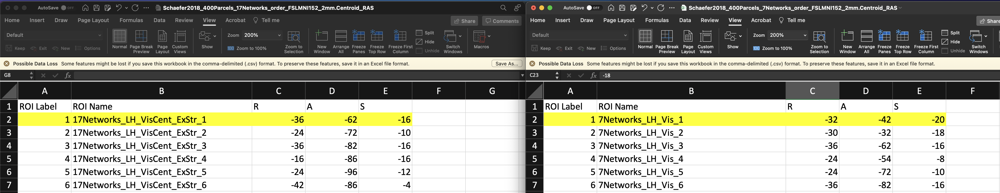 AutoSave OFF Schaefer2018_400Parcels_17Networks_order_FSLMNI152_2mm.Centroid_RAS
Home Insert Draw Page Layout Formulas Data Review View Acrobat Tell me Share Comments
Default
Keep Exit New Options
Normal Page Break Preview Page Layout Custom Views Show
Zoom 200%
100 Zoom to 100%
Zoom to Selection New Window Arrange All Freeze Panes Freeze Top Row Freeze First Column
Split
Hide
Unhide
Switch Windows Macros
Possible Data Loss Some features might be lost if you save this workbook in the comma-delimited (.csv) format. To preserve these features, save it in an Excel file format. Save As...
G8 fx
A B C D E F G
1 ROI Label ROI Name R A S
2 1 17Networks_LH_VisCent_ExStr_1 -36 -62 -16
3 2 17Networks_LH_VisCent_ExStr_2 -24 -72 -10
4 3 17Networks_LH_VisCent_ExStr_3 -36 -82 -16
5 4 17Networks_LH_VisCent_ExStr_4 -16 -86 -16
6 5 17Networks_LH_VisCent_ExStr_5 -24 -96 -12
7 6 17Networks_LH_VisCent_ExStr_6 -42 -86 -4
AutoSave OFF Schaefer2018_400Parcels_7Networks_order_FSLMNI152_2mm.Centroid_RAS
Home Insert Draw Page Layout Formulas Data Review View Acrobat Tell me Share
Default
Keep Exit New Options
Normal Page Break Preview Page Layout Custom Views Show
Zoom 200%
100 Zoom to 100%
Zoom to Selection New Window Arrange All Freeze Panes Freeze Top Row Freeze First Column
Split
Hide
Unhide
Switch Windows
Possible Data Loss Some features might be lost if you save this workbook in the comma-delimited (.csv) format. To preserve these features, save it in an Excel file format.
C23 fx -18
A B C D E F
1 ROI Label ROI Name R A S
2 1 7Networks_LH_Vis_1 -32 -42 -20
3 2 7Networks_LH_Vis_2 -30 -32 -18
4 3 7Networks_LH_Vis_3 -36 -62 -16
5 4 7Networks_LH_Vis_4 -24 -54 -8
6 5 7Networks_LH_Vis_5 -24 -72 -10
7 6 7Networks_LH_Vis_6 -36 -82 -16